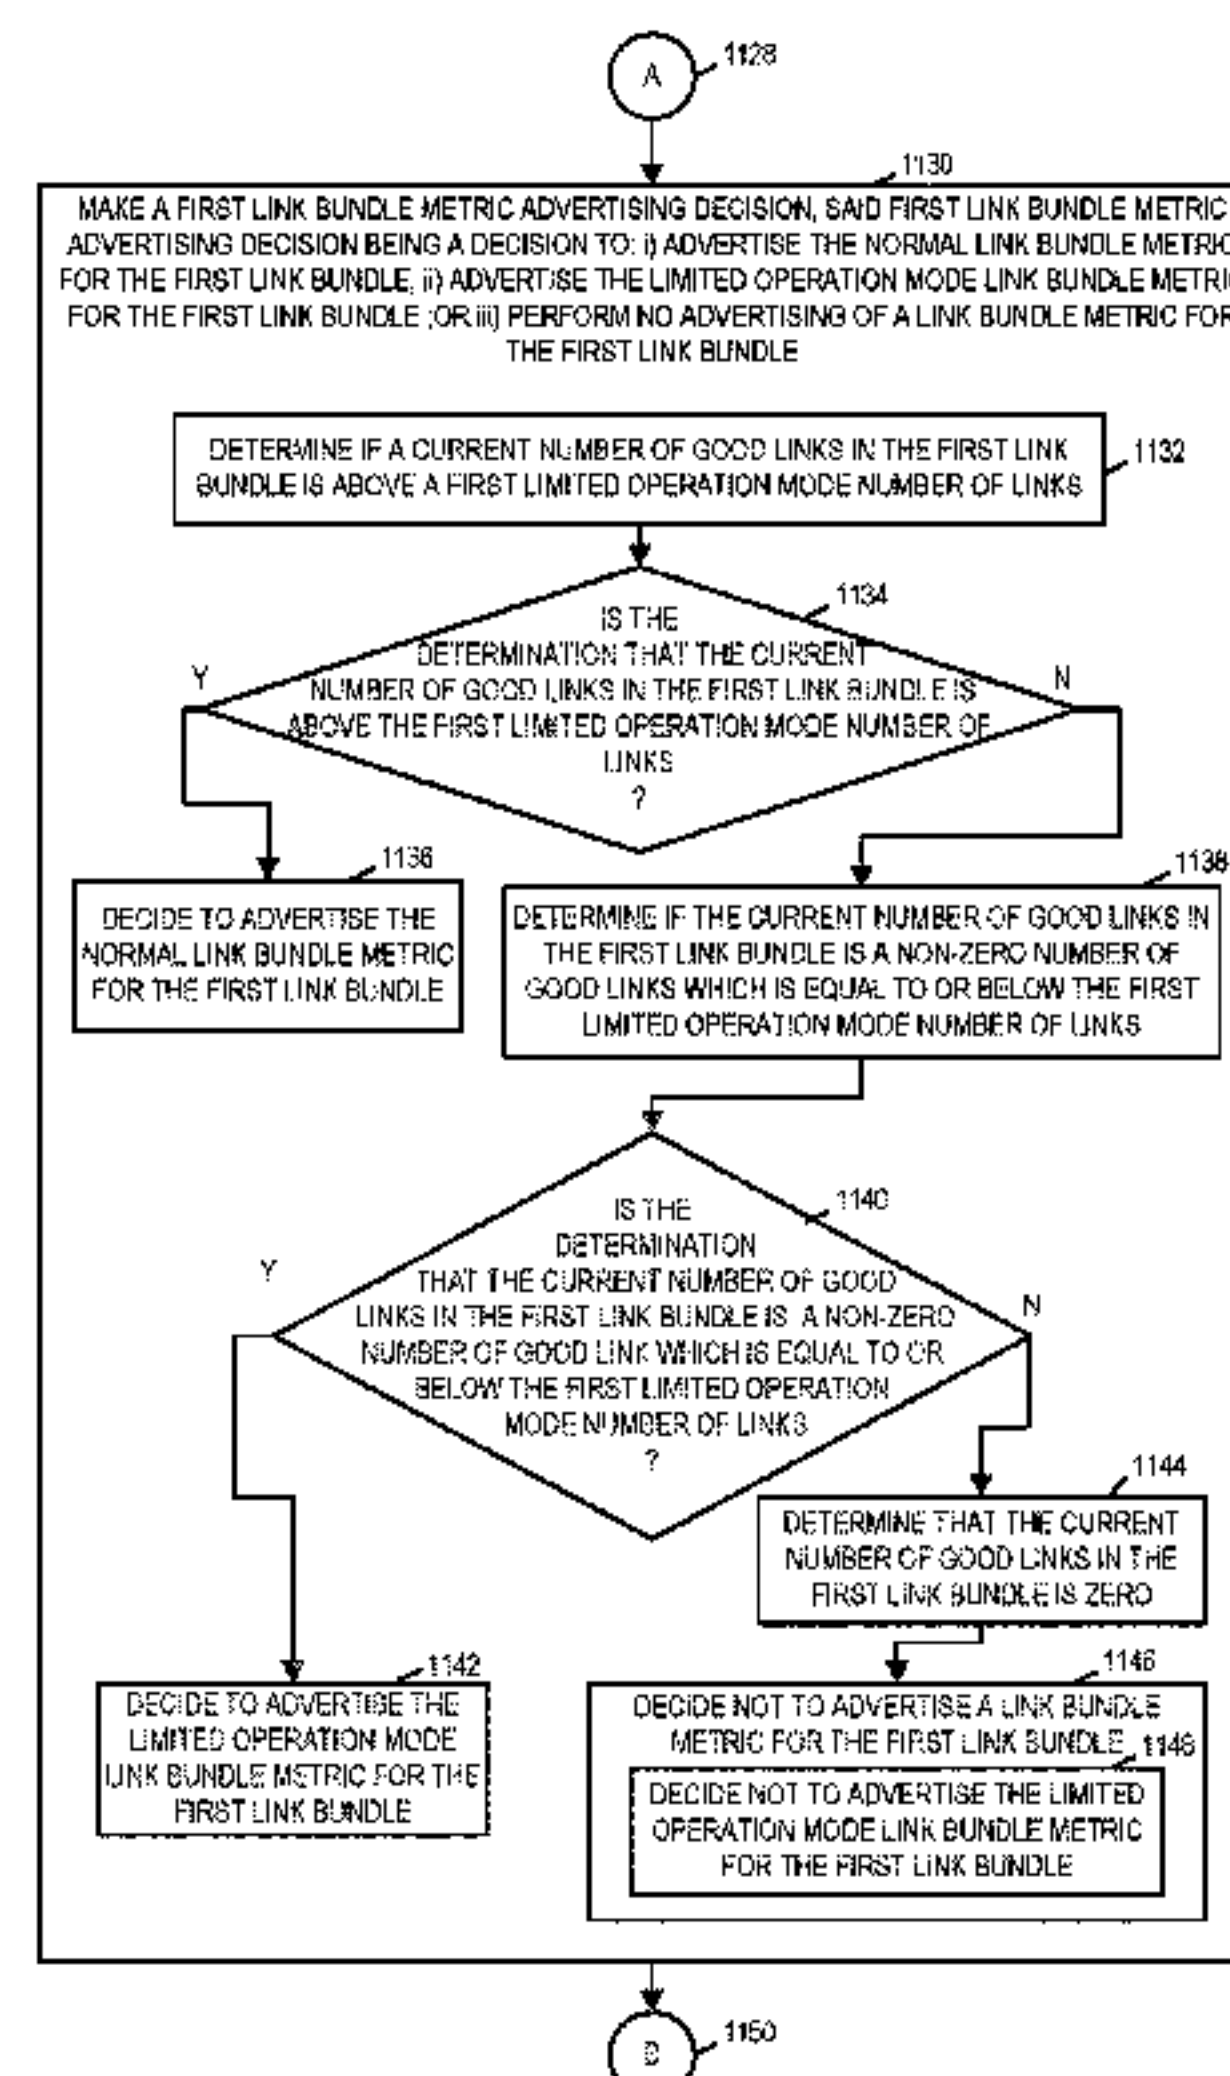 A
1128
1130
MAKE A FIRST LINK BUNDLE METRIC ADVERTISING DECISION, SAID FIRST LINK BUNDLE METRIC
ADVERTISING DECISION BEING A DECISION TO: i) ADVERTISE THE NORMAL LINK BUNDLE METRIC
FOR THE FIRST LINK BUNDLE, ii) ADVERTISE THE LIMITED OPERATION MODE LINK BUNDLE METRIC
FOR THE FIRST LINK BUNDLE ;OR iii) PERFORM NO ADVERTISING OF A LINK BUNDLE METRIC FOR
THE FIRST LINK BUNDLE
DETERMINE IF A CURRENT NUMBER OF GOOD LINKS IN THE FIRST LINK
BUNDLE IS ABOVE A FIRST LIMITED OPERATION MODE NUMBER OF LINKS
1132
1134
IS THE
DETERMINATION THAT THE CURRENT
NUMBER OF GOOD LINKS IN THE FIRST LINK BUNDLE IS
ABOVE THE FIRST LIMITED OPERATION MODE NUMBER OF
LINKS
?
Y
N
1136
DECIDE TO ADVERTISE THE
NORMAL LINK BUNDLE METRIC
FOR THE FIRST LINK BUNDLE
1138
DETERMINE IF THE CURRENT NUMBER OF GOOD LINKS IN
THE FIRST LINK BUNDLE IS A NON-ZERO NUMBER OF
GOOD LINKS WHICH IS EQUAL TO OR BELOW THE FIRST
LIMITED OPERATION MODE NUMBER OF LINKS
1140
IS THE
DETERMINATION
THAT THE CURRENT NUMBER OF GOOD
LINKS IN THE FIRST LINK BUNDLE IS A NON-ZERO
NUMBER OF GOOD LINK WHICH IS EQUAL TO OR
BELOW THE FIRST LIMITED OPERATION
MODE NUMBER OF LINKS
?
Y
N
1144
DETERMINE THAT THE CURRENT
NUMBER OF GOOD LINKS IN THE
FIRST LINK BUNDLE IS ZERO
1142
DECIDE TO ADVERTISE THE
LIMITED OPERATION MODE
LINK BUNDLE METRIC FOR THE
FIRST LINK BUNDLE
1146
DECIDE NOT TO ADVERTISE A LINK BUNDLE
METRIC FOR THE FIRST LINK BUNDLE
1148
DECIDE NOT TO ADVERTISE THE LIMITED
OPERATION MODE LINK BUNDLE METRIC
FOR THE FIRST LINK BUNDLE
1150